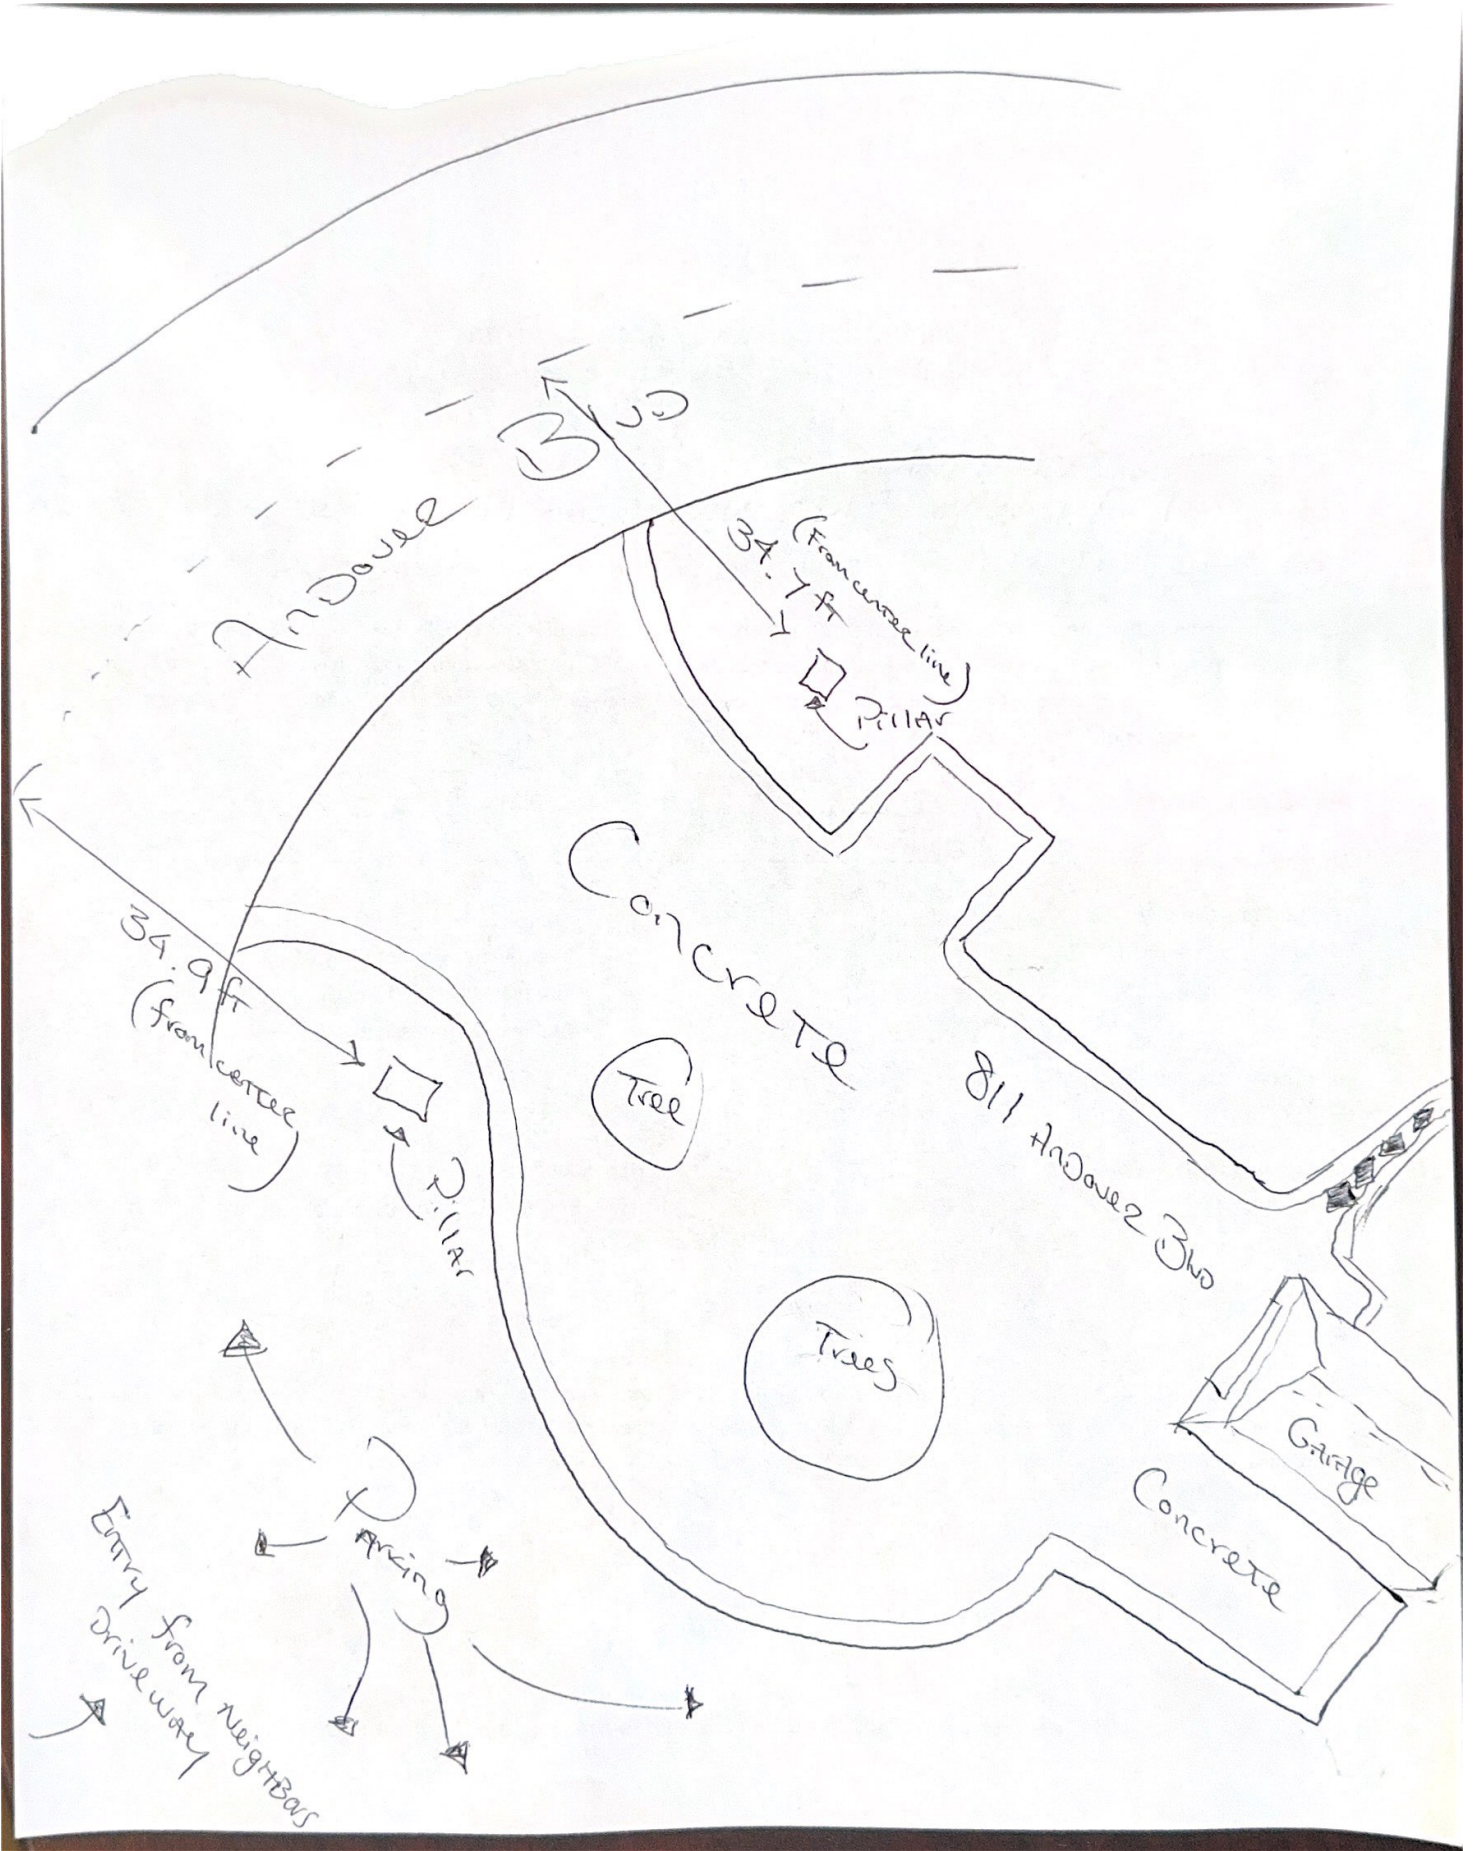 Andover Blvd
34.7 ft
(From center line)
Pillar
Concrete
34.9 ft
(from center
line)
Pillar
Tree
811 Andover Blvd
Trees
Garage
Concrete
Parking
Entry from Neighbors
Driveway